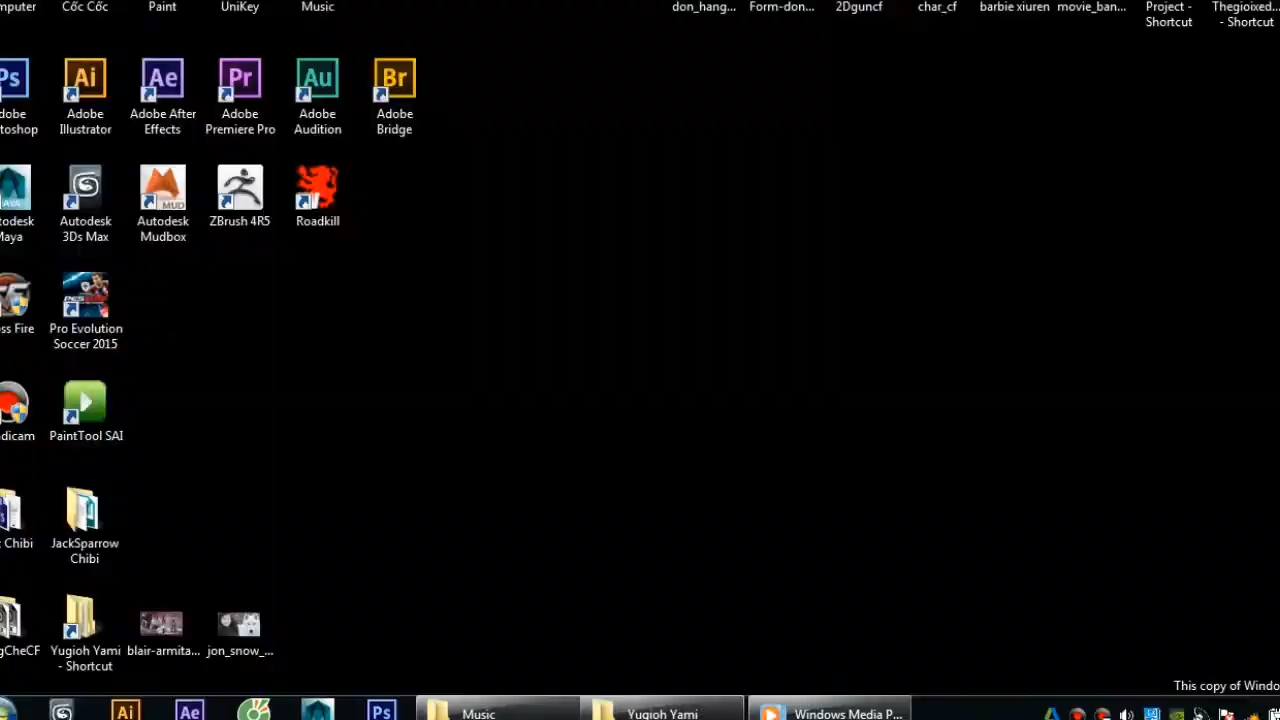 mputer
Cốc Cốc
Paint
UniKey
Music
don_hang...
Form-don...
2Dguncf
char_cf
barbie xiuren
movie_ban...
Project -
Shortcut
Thegioixed...
- Shortcut
Ps
Ai
Ae
Pr
Au
Br
dobe
toshop
Adobe
Illustrator
Adobe After
Effects
Adobe
Premiere Pro
Adobe
Audition
Adobe
Bridge
AYA
MUD
todesk
Maya
Autodesk
3Ds Max
Autodesk
Mudbox
ZBrush 4R5
Roadkill
ss Fire
Pro Evolution
Soccer 2015
dicam
PaintTool SAI
t Chibi
JackSparrow
Chibi
gCheCF
Yugioh Yami
- Shortcut
blair-armita...
jon_snow_...
This copy of Windo
Ai
Ae
Ps
Music
Yugioh Yami
Windows Media P...